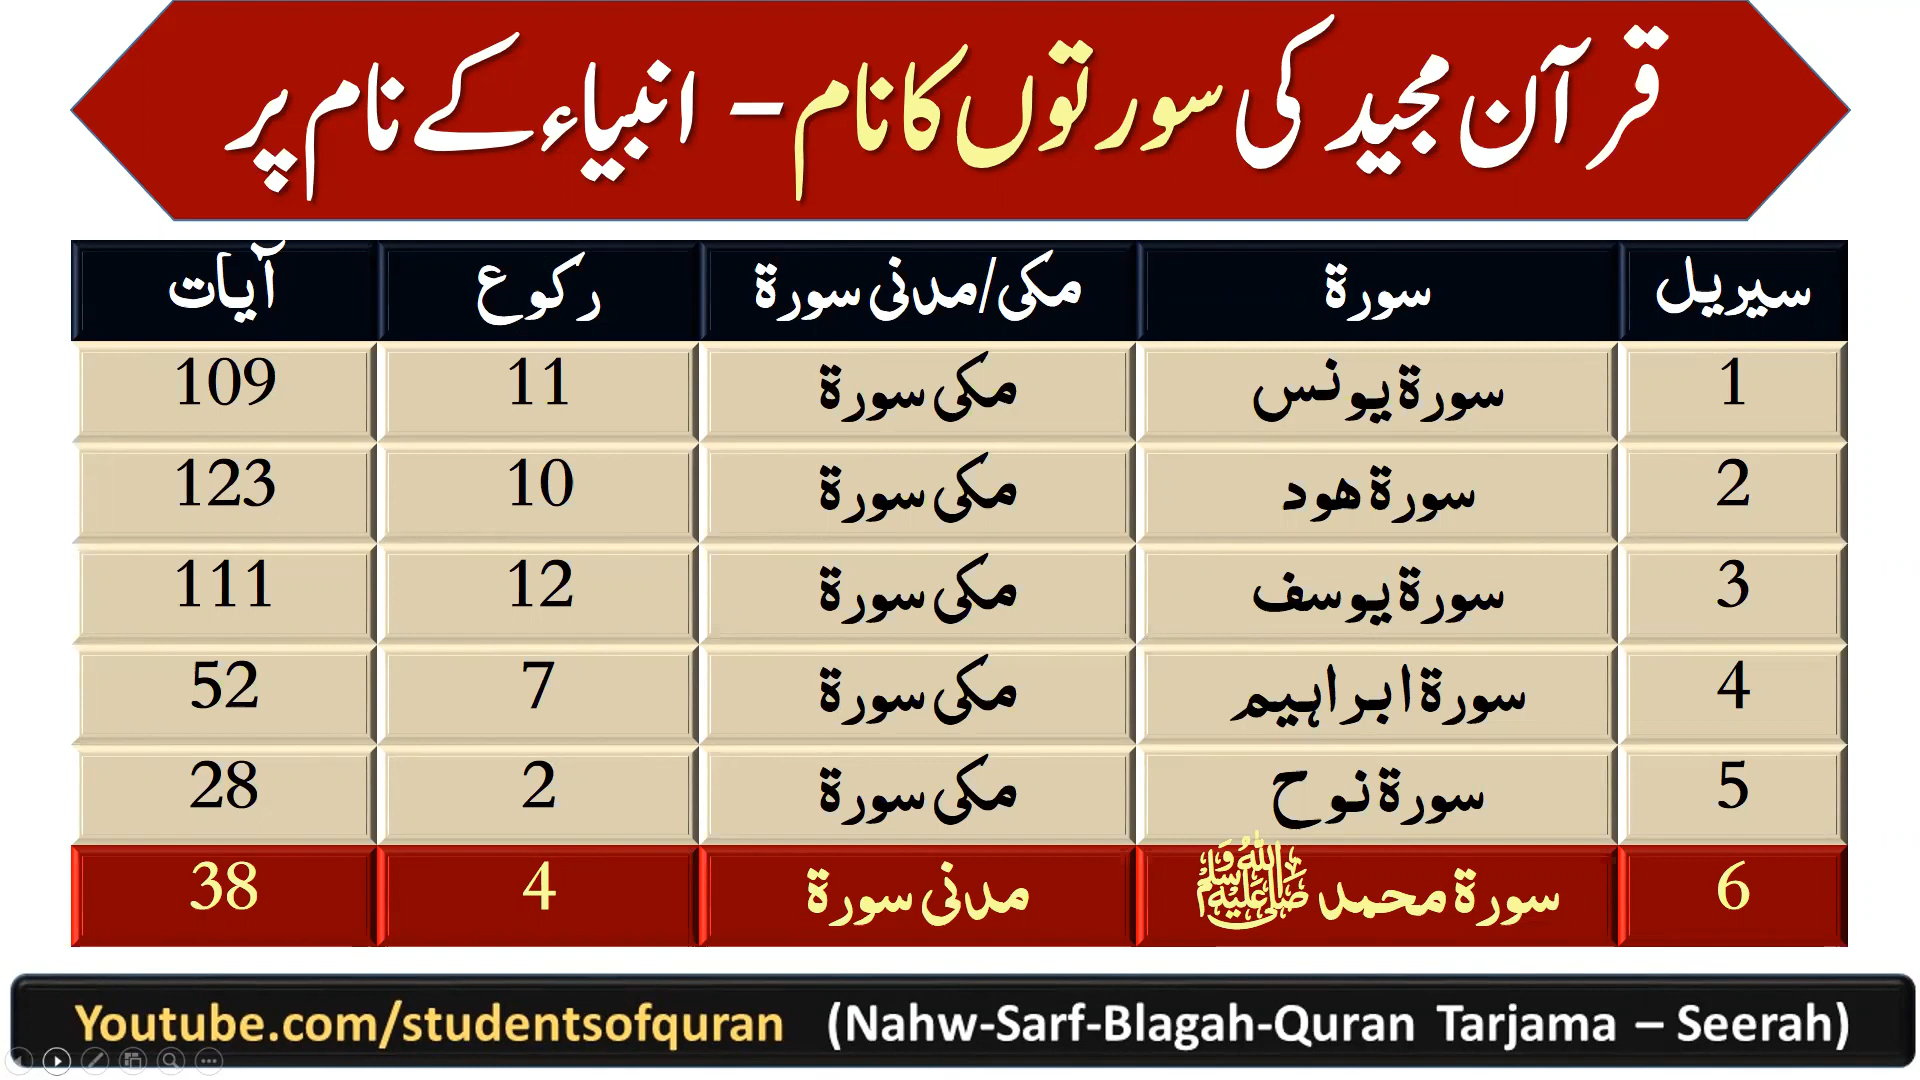 قرآن مجید کی سورتوں کا نام - انبیاء کے نام پر
سیریل سورۃ مکی/مدنی سورۃ رکوع آیات
1 سورۃ یونس مکی سورۃ 11 109
2 سورۃ ھود مکی سورۃ 10 123
3 سورۃ یوسف مکی سورۃ 12 111
4 سورۃ ابراہیم مکی سورۃ 7 52
5 سورۃ نوح مکی سورۃ 2 28
6 سورۃ محمد ﷺ مدنی سورۃ 4 38
Youtube.com/studentsofquran (Nahw-Sarf-Blagah-Quran Tarjama – Seerah)